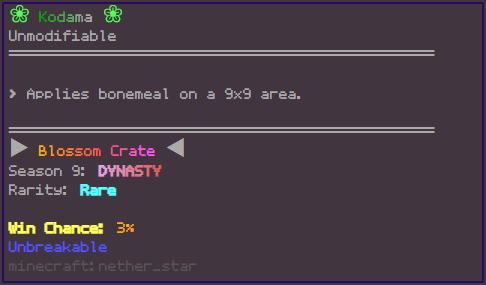 ❀ Kodama ❀
Unmodifiable
> Applies bonemeal on a 9x9 area.
▶ Blossom Crate ◀
Season 9: DYNASTY
Rarity: Rare
Win Chance: 3%
Unbreakable
minecraft:nether_star